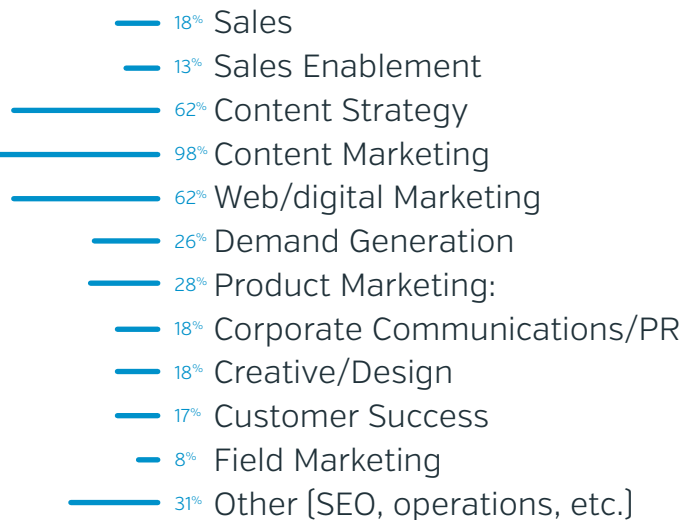 18% Sales
13% Sales Enablement
62% Content Strategy
98% Content Marketing
62% Web/digital Marketing
26% Demand Generation
28% Product Marketing:
18% Corporate Communications/PR
18% Creative/Design
17% Customer Success
8% Field Marketing
31% Other (SEO, operations, etc.)